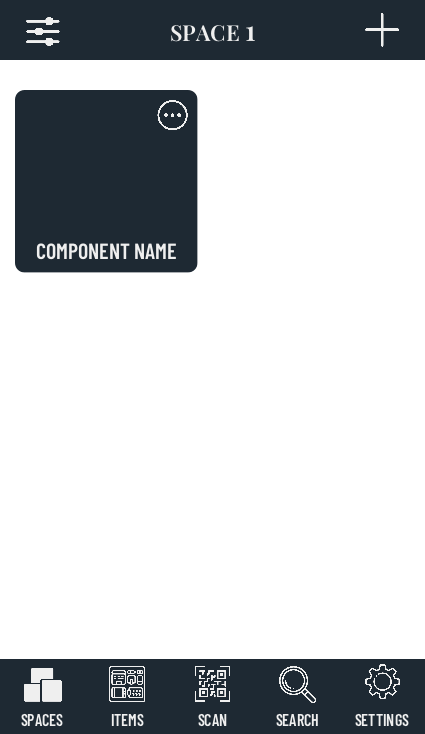 SPACE 1
COMPONENT NAME
SPACES ITEMS SCAN SEARCH SETTINGS